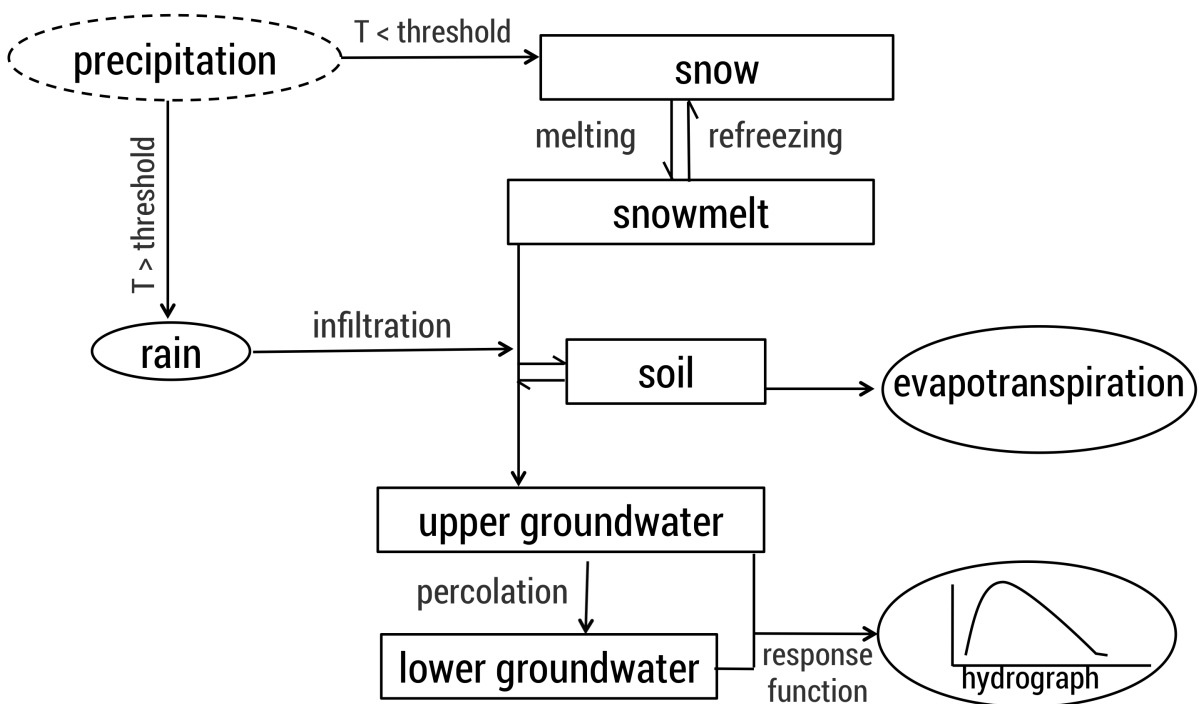 precipitation
T < threshold
snow
melting
refreezing
T > threshold
snowmelt
infiltration
rain
soil
evapotranspiration
upper groundwater
percolation
lower groundwater
response
function
hydrograph